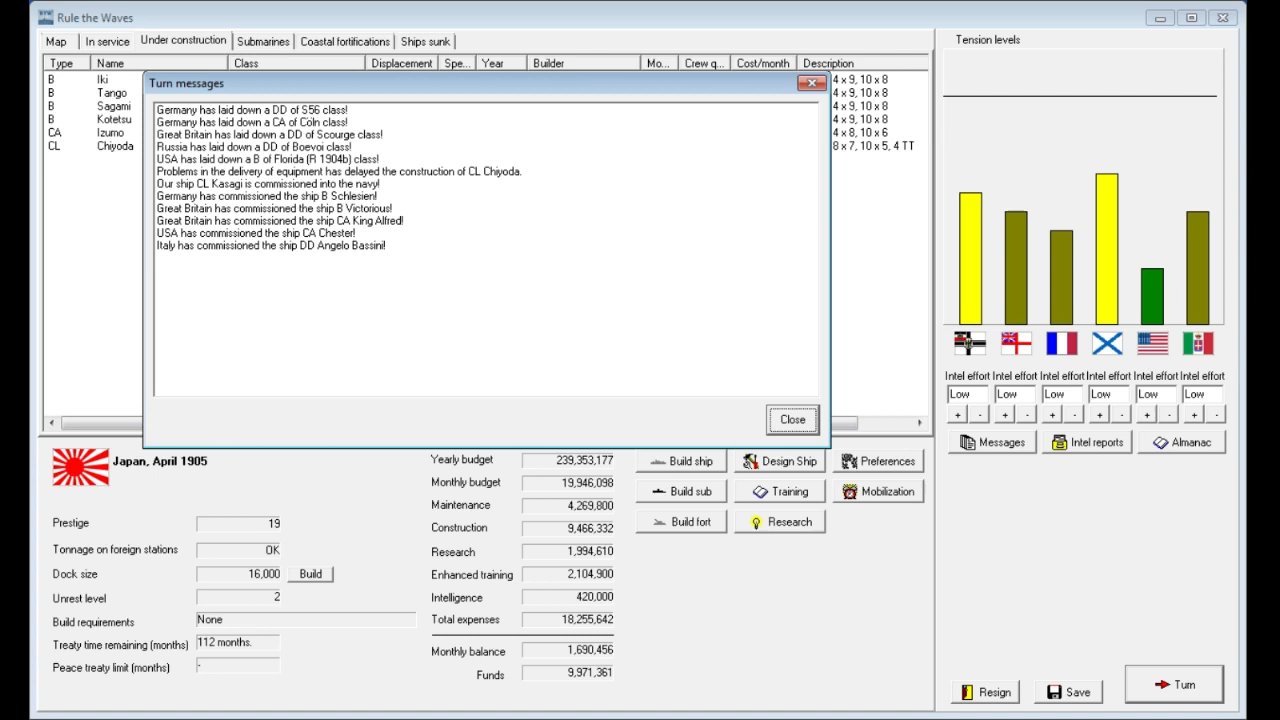 Rule the Waves
Map In service Under construction Submarines Coastal fortifications Ships sunk
Type Name Class Displacement Spe... Year Builder Mo... Crew q... Cost/month Description
B Iki 4 x 9, 10 x 8
B Tango 4 x 9, 10 x 8
B Sagami 4 x 9, 10 x 8
B Kotetsu 4 x 9, 10 x 8
CA Izumo 4 x 8, 10 x 6
CL Chiyoda 8 x 7, 10 x 5, 4 TT
Turn messages
Germany has laid down a DD of S56 class!
Germany has laid down a CA of Cöln class!
Great Britain has laid down a DD of Scourge class!
Russia has laid down a DD of Boevoi class!
USA has laid down a B of Florida (R 1904b) class!
Problems in the delivery of equipment has delayed the construction of CL Chiyoda.
Our ship CL Kasagi is commissioned into the navy!
Germany has commissioned the ship B Schlesien!
Great Britain has commissioned the ship B Victorious!
Great Britain has commissioned the ship CA King Alfred!
USA has commissioned the ship CA Chester!
Italy has commissioned the ship DD Angelo Bassini!
Close
Tension levels
Intel effort Intel effort Intel effort Intel effort Intel effort Intel effort
Low Low Low Low Low Low
+ - + - + - + - + - + -
Messages Intel reports Almanac
Japan, April 1905
Prestige 19
Tonnage on foreign stations OK
Dock size 16,000 Build
Unrest level 2
Build requirements None
Treaty time remaining (months) 112 months.
Peace treaty limit (months) -
Yearly budget 239,353,177
Monthly budget 19,946,098
Maintenance 4,269,800
Construction 9,466,332
Research 1,994,610
Enhanced training 2,104,900
Intelligence 420,000
Total expenses 18,255,642
Monthly balance 1,690,456
Funds 9,971,361
Build ship Design Ship Preferences
Build sub Training Mobilization
Build fort Research
Resign Save Turn